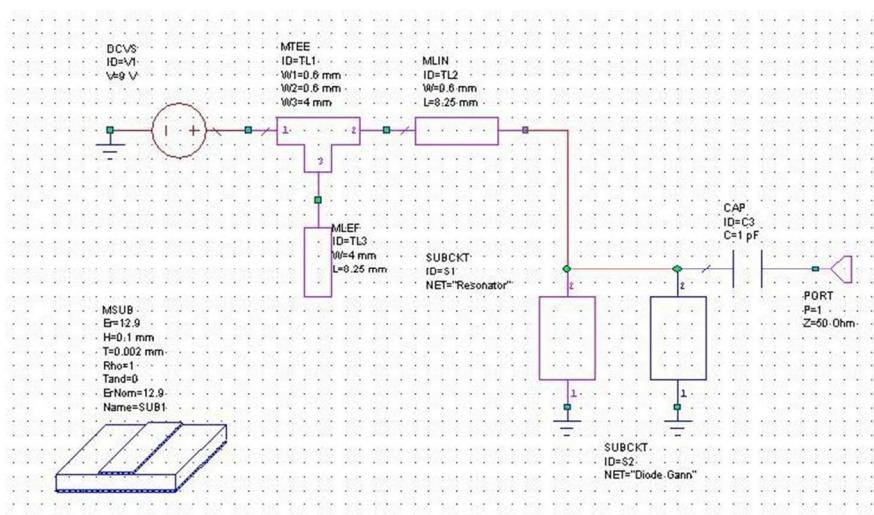 DCVS
ID=V1
V=9 V
MTEE
ID=TL1
W1=0.6 mm
W2=0.6 mm
W3=4 mm
MLIN
ID=TL2
W=0.6 mm
L=8.25 mm
1
2
3
MLEF
ID=TL3
W=4 mm
L=8.25 mm
SUBCKT
ID=S1
NET="Resonator"
CAP
ID=C3
C=1 pF
PORT
P=1
Z=50 Ohm
2
2
1
1
MSUB
Er=12.9
H=0.1 mm
T=0.002 mm
Rho=1
Tand=0
ErNom=12.9
Name=SUB1
SUBCKT
ID=S2
NET="Diode Gann"